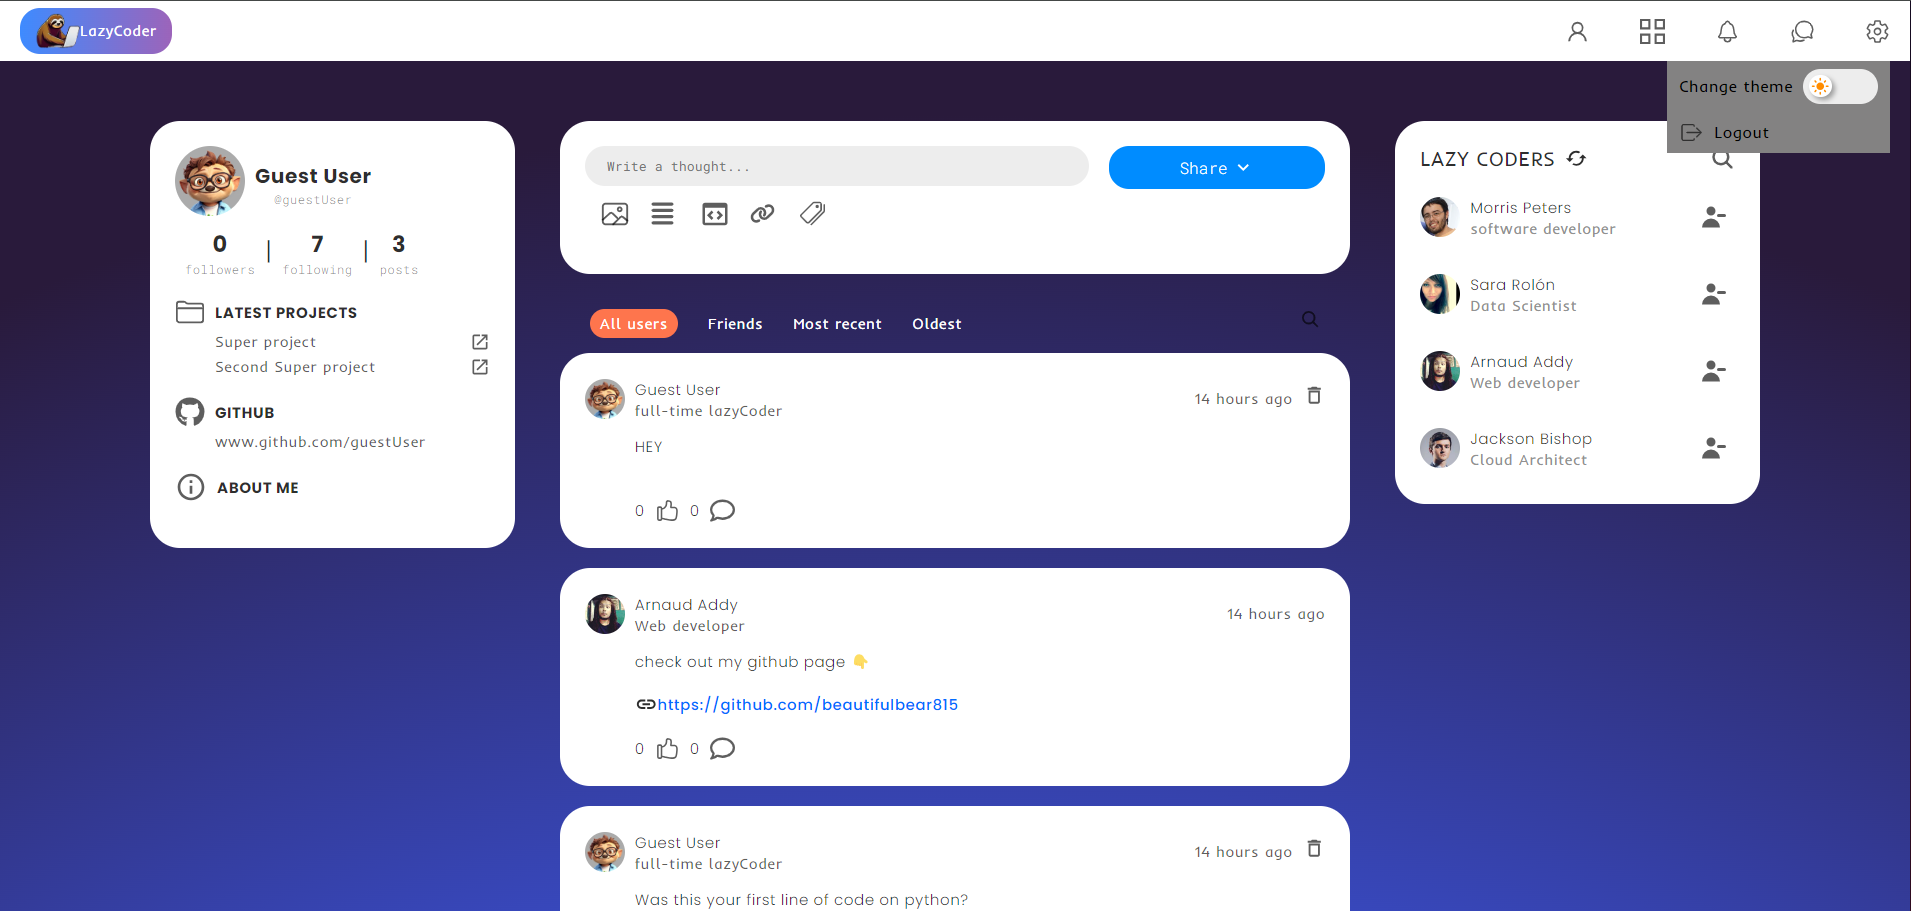 LazyCoder
Change theme
Logout
Guest User
@guestUser
0 | 7 | 3
followers following posts
LATEST PROJECTS
Super project
Second Super project
GITHUB
www.github.com/guestUser
ABOUT ME
Write a thought...
Share
All users Friends Most recent Oldest
Guest User
full-time lazyCoder
14 hours ago
HEY
0 0
Arnaud Addy
Web developer
14 hours ago
check out my github page 👇
https://github.com/beautifulbear815
0 0
Guest User
full-time lazyCoder
14 hours ago
Was this your first line of code on python?
LAZY CODERS
Morris Peters
software developer
Sara Rolón
Data Scientist
Arnaud Addy
Web developer
Jackson Bishop
Cloud Architect